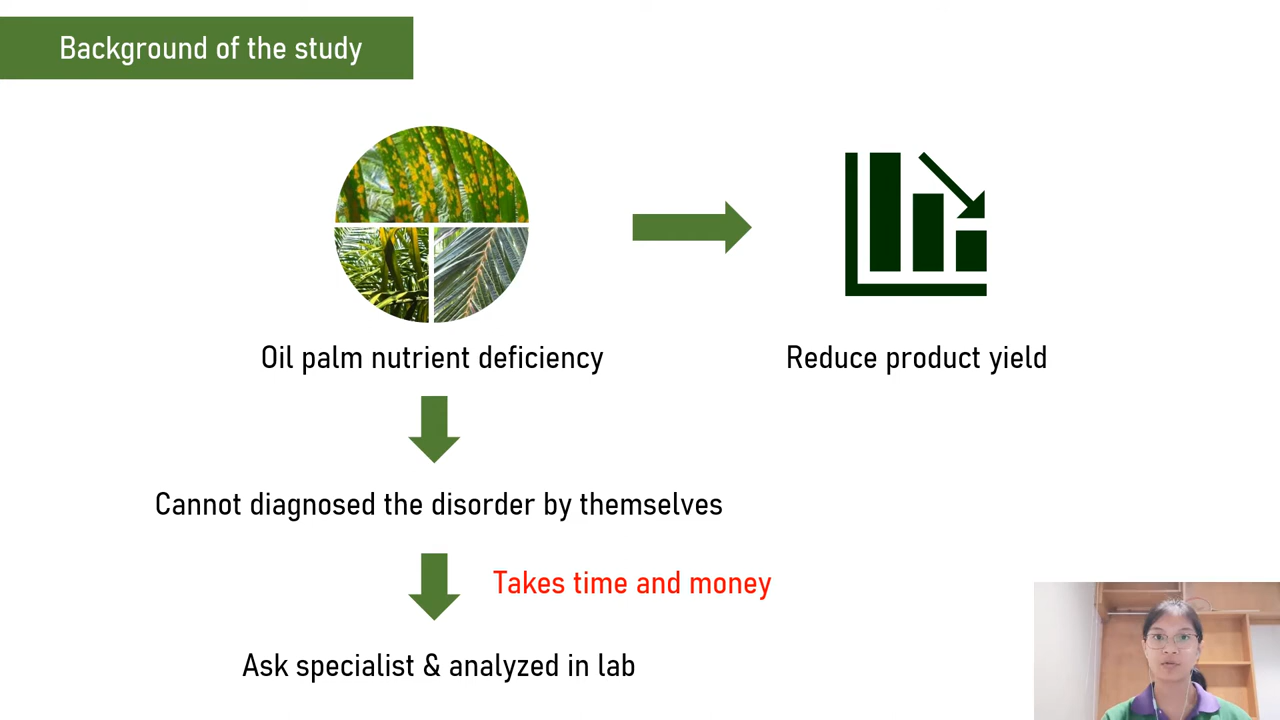 Background of the study
Oil palm nutrient deficiency
Reduce product yield
Cannot diagnosed the disorder by themselves
Takes time and money
Ask specialist & analyzed in lab